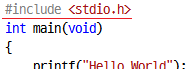 #include <stdio.h>
int main(void)
{
printf("Hello World");